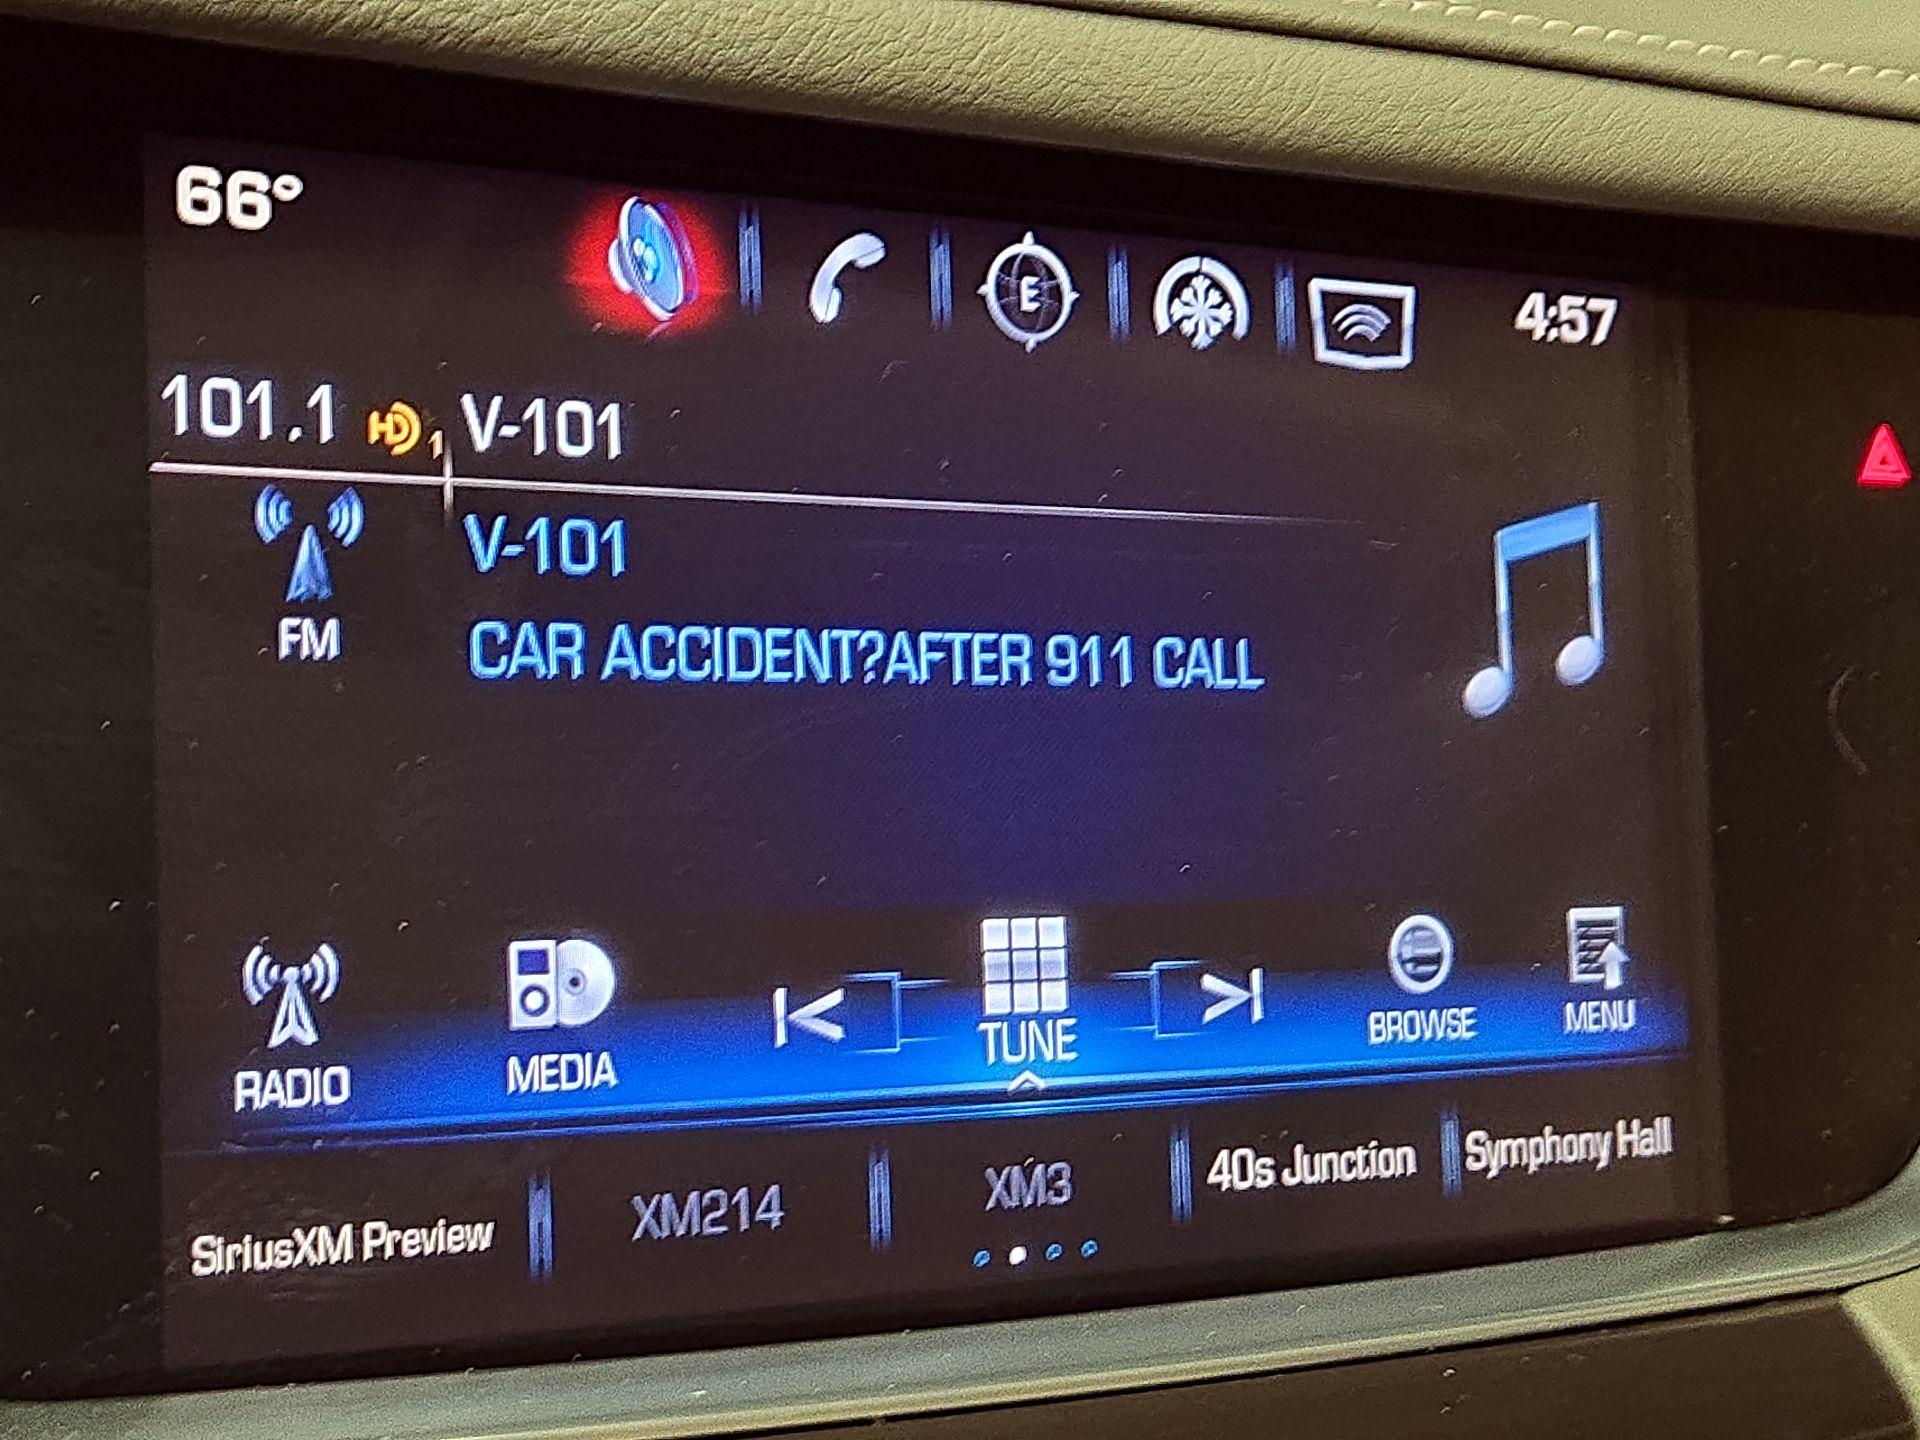 66°
E
4:57
101.1 HD 1 V-101
V-101
FM
CAR ACCIDENT?AFTER 911 CALL
RADIO
MEDIA
TUNE
BROWSE
MENU
SiriusXM Preview
XM214
XM3
40s Junction
Symphony Hall